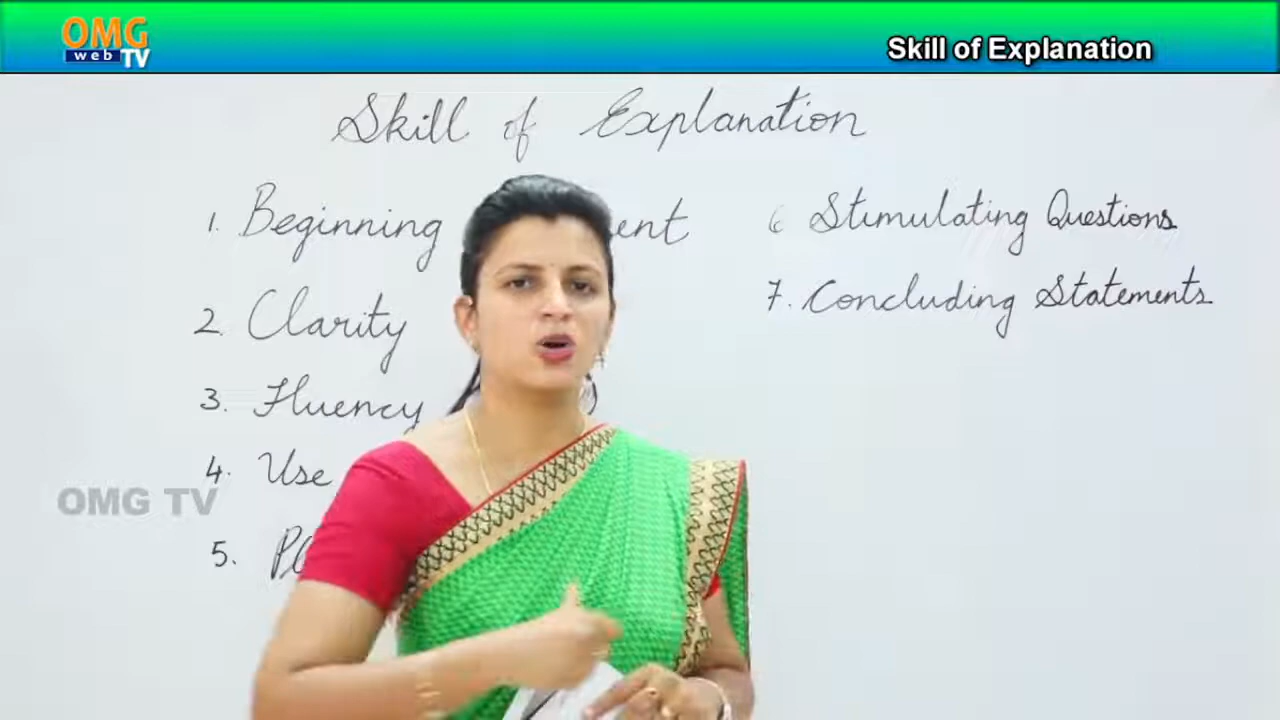 OMG
web TV
Skill of Explanation
Skill of Explanation
1. Beginning
2. Clarity
3. Fluency
4. Use
5.
6 Stimulating Questions
7. Concluding Statements
OMG TV